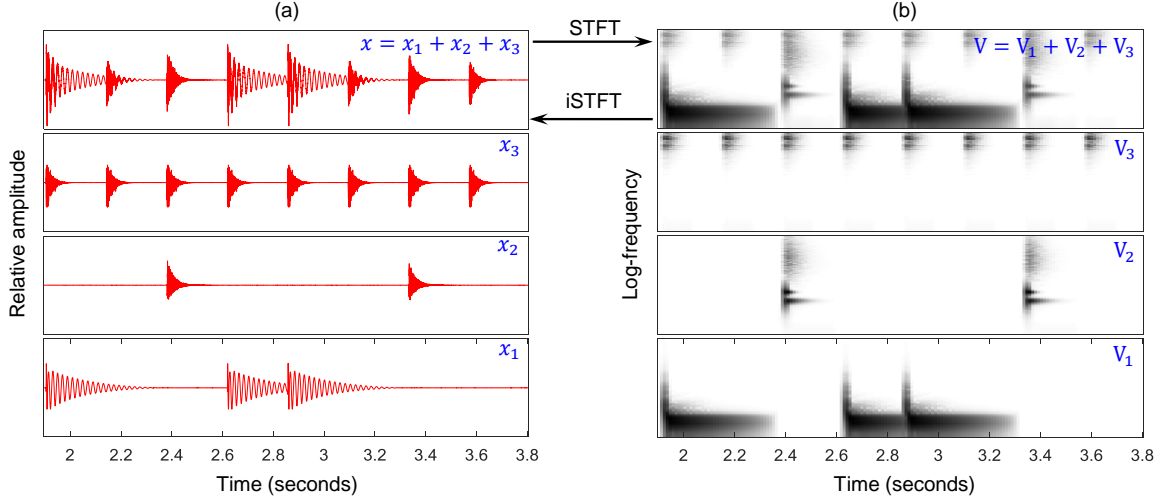 (a)
x = x₁ + x₂ + x₃
x₃
x₂
x₁
Relative amplitude
2 2.2 2.4 2.6 2.8 3 3.2 3.4 3.6 3.8
Time (seconds)
STFT
iSTFT
(b)
V = V₁ + V₂ + V₃
V₃
V₂
V₁
Log-frequency
2 2.2 2.4 2.6 2.8 3 3.2 3.4 3.6 3.8
Time (seconds)